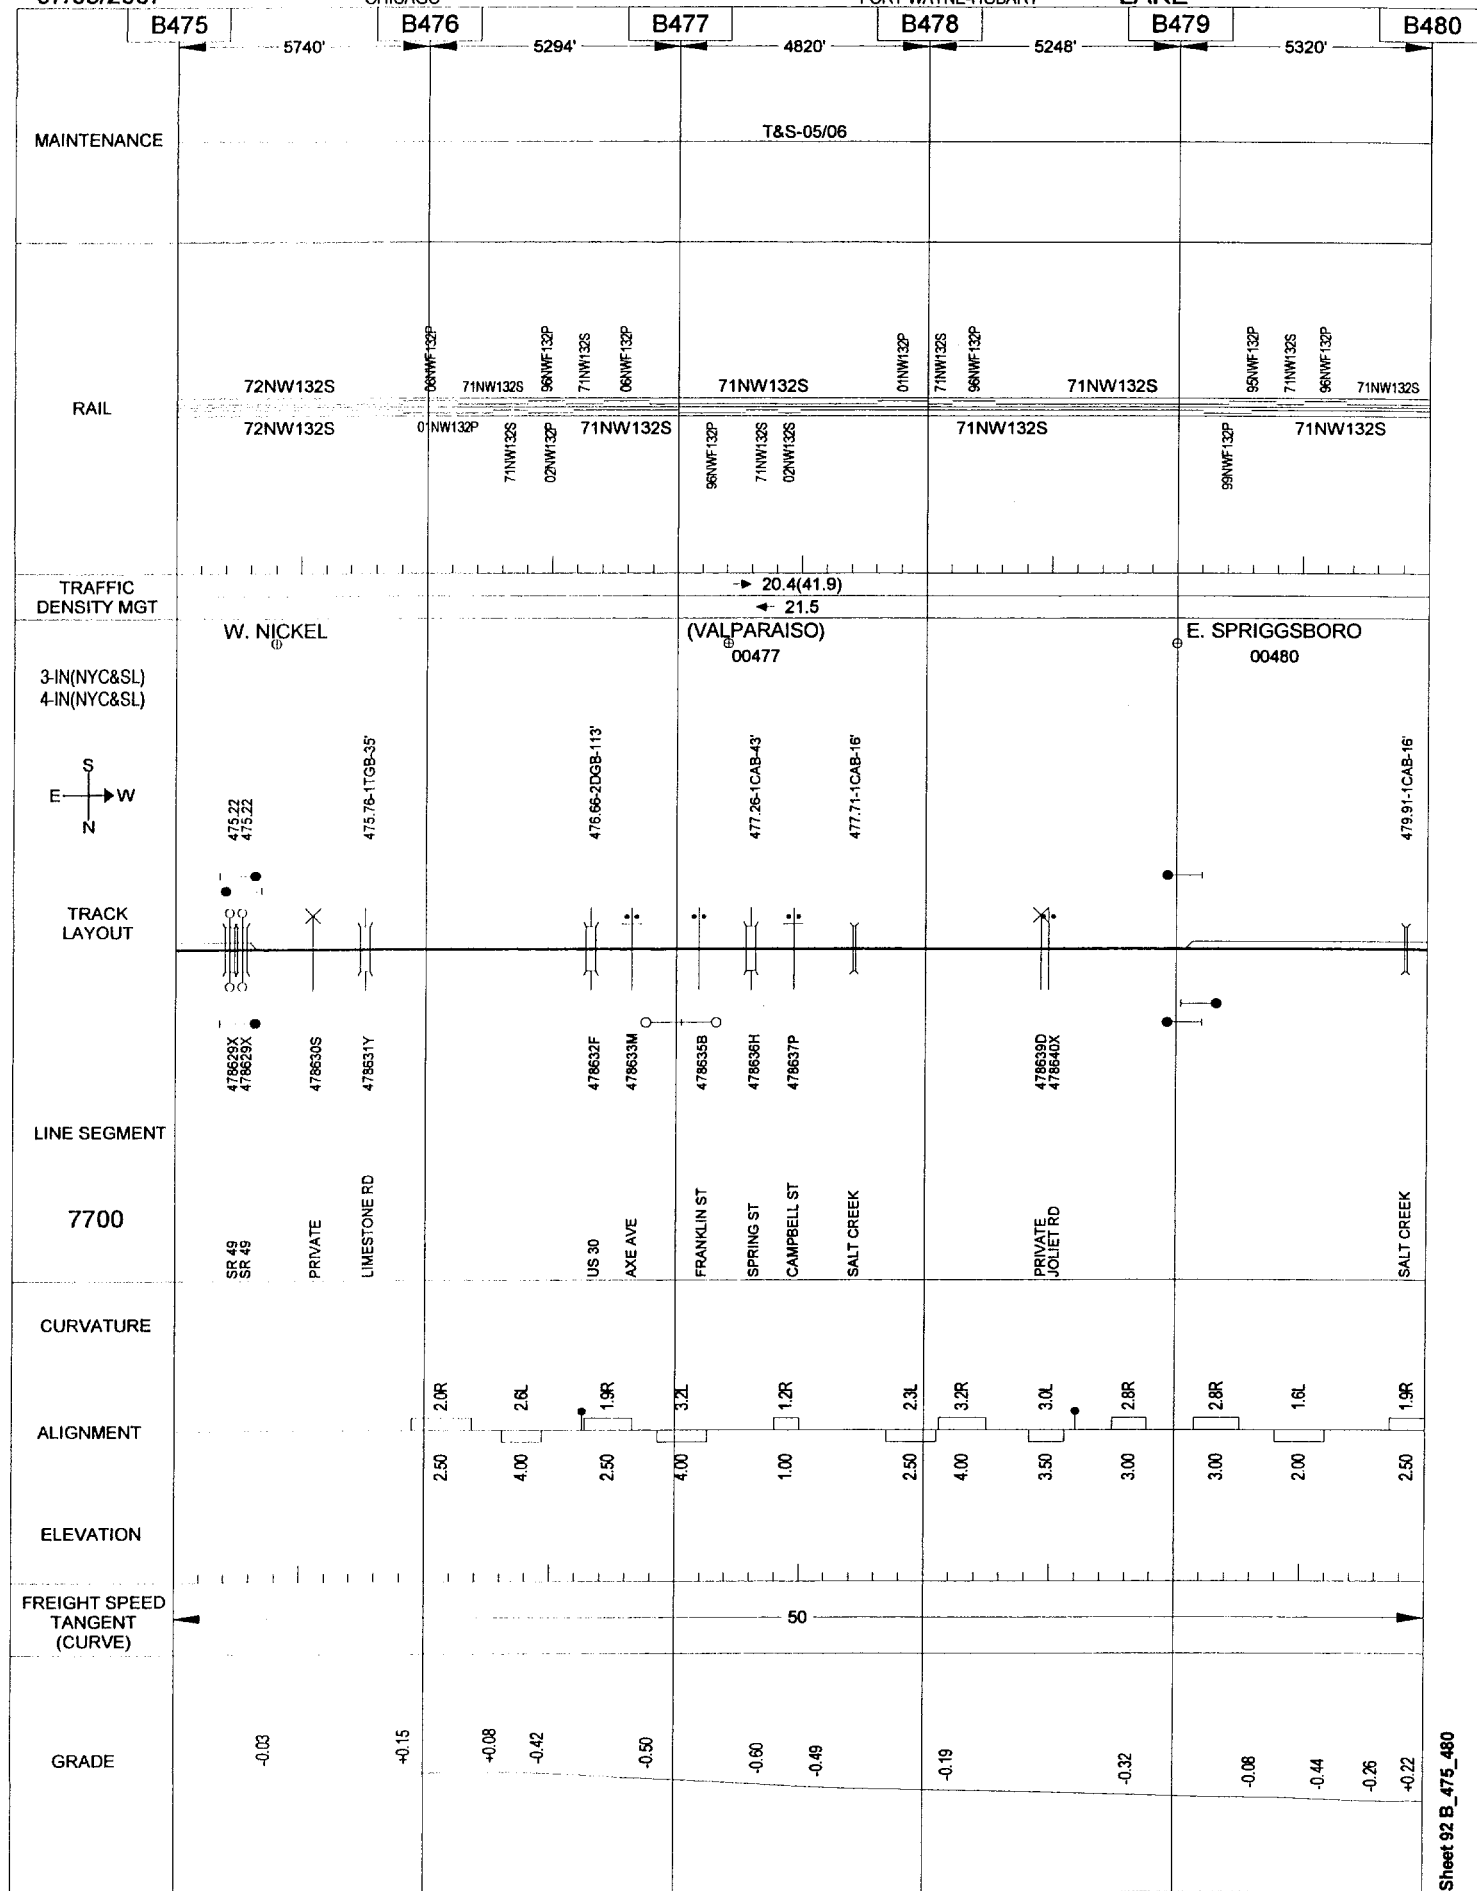 B475 B476 B477 B478 B479 B480
5740' 5294' 4820' 5248' 5320'
MAINTENANCE
T&S-05/06
RAIL
06NWF132P 96NWF132P 71NW132S 06NWF132P 01NW132P 71NW132S 96NWF132P 95NWF132P 71NW132S 96NWF132P
72NW132S 71NW132S 71NW132S 71NW132S 71NW132S
72NW132S 01NW132P 71NW132S 71NW132S 71NW132S
71NW132S 02NW132P 96NWF132P 71NW132S 02NW132S 99NWF132P
TRAFFIC
DENSITY MGT
20.4(41.9)
21.5
W. NICKEL (VALPARAISO) E. SPRIGGSBORO
00477 00480
3-IN(NYC&SL)
4-IN(NYC&SL)
S
E W
N
475.22
475.22
475.76-1TGB-35'
476.66-2DGB-113'
477.26-1CAB-43'
477.71-1CAB-16'
479.91-1CAB-16'
TRACK
LAYOUT
478629X
478629X
478630S
478631Y
478632F
478633M
478635B
478636H
478637P
478639D
478640X
LINE SEGMENT
7700
SR 49
SR 49
PRIVATE
LIMESTONE RD
US 30
AXE AVE
FRANKLIN ST
SPRING ST
CAMPBELL ST
SALT CREEK
PRIVATE
JOLIET RD
SALT CREEK
CURVATURE
2.0R 2.6L 1.9R 3.2L 1.2R 2.3L 3.2R 3.0L 2.8R 2.8R 1.6L 1.9R
ALIGNMENT
2.50 4.00 2.50 4.00 1.00 2.50 4.00 3.50 3.00 3.00 2.00 2.50
ELEVATION
FREIGHT SPEED
TANGENT
(CURVE)
50
GRADE
-0.03 +0.15 +0.08 -0.42 -0.50 -0.60 -0.49 -0.19 -0.32 -0.08 -0.44 -0.26 +0.22
Sheet 92 B_475_480